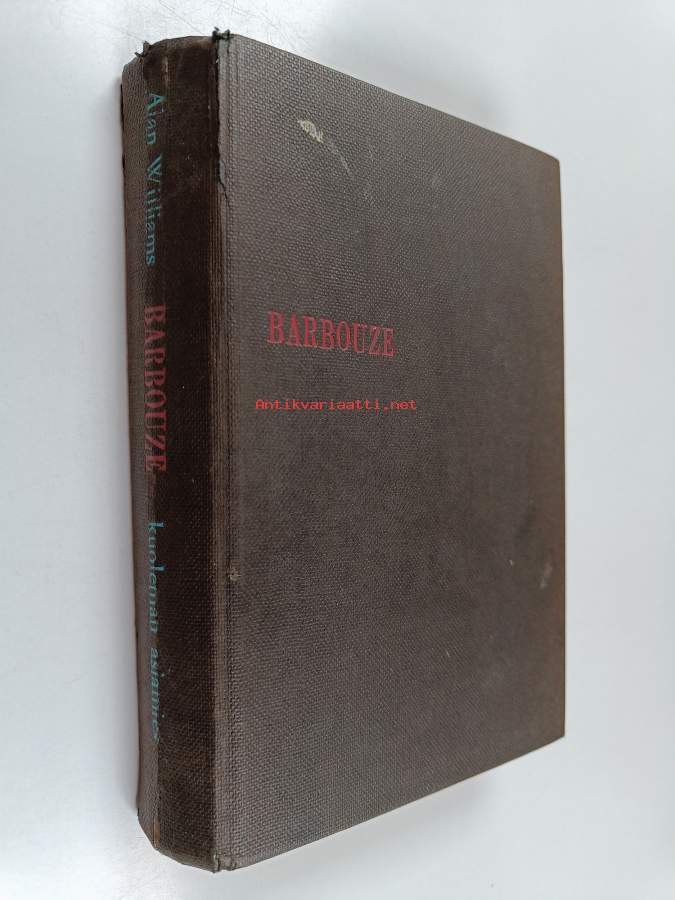 Alan Williams BARBOUZE kuoleman asiamies
BARBOUZE
Antikvariaatti.net